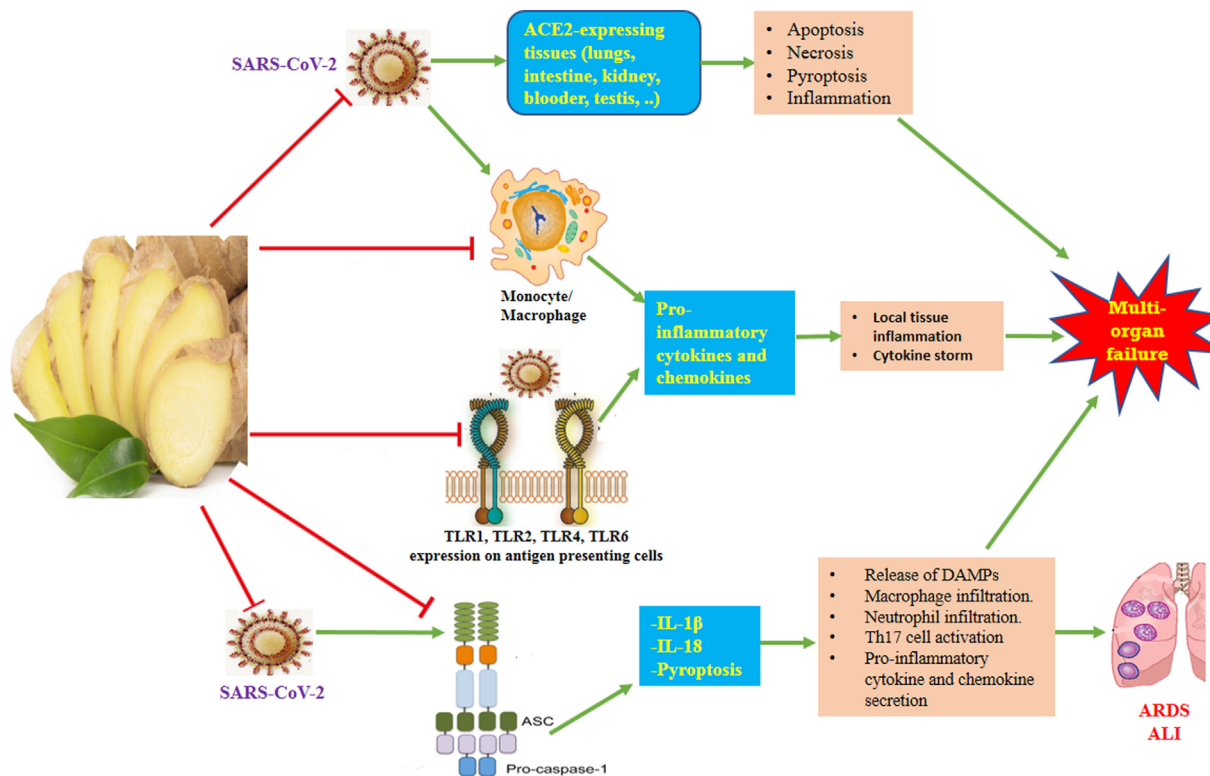 SARS-CoV-2
ACE2-expressing
tissues (lungs,
intestine, kidney,
blooder, testis, ..)
• Apoptosis
• Necrosis
• Pyroptosis
• Inflammation
Monocyte/
Macrophage
Pro-
inflammatory
cytokines and
chemokines
• Local tissue
inflammation
• Cytokine storm
Multi-
organ
failure
TLR1, TLR2, TLR4, TLR6
expression on antigen presenting cells
SARS-CoV-2
ASC
Pro-caspase-1
-IL-1β
-IL-18
-Pyroptosis
• Release of DAMPs
• Macrophage infiltration.
• Neutrophil infiltration.
• Th17 cell activation
• Pro-inflammatory
cytokine and chemokine
secretion
ARDS
ALI